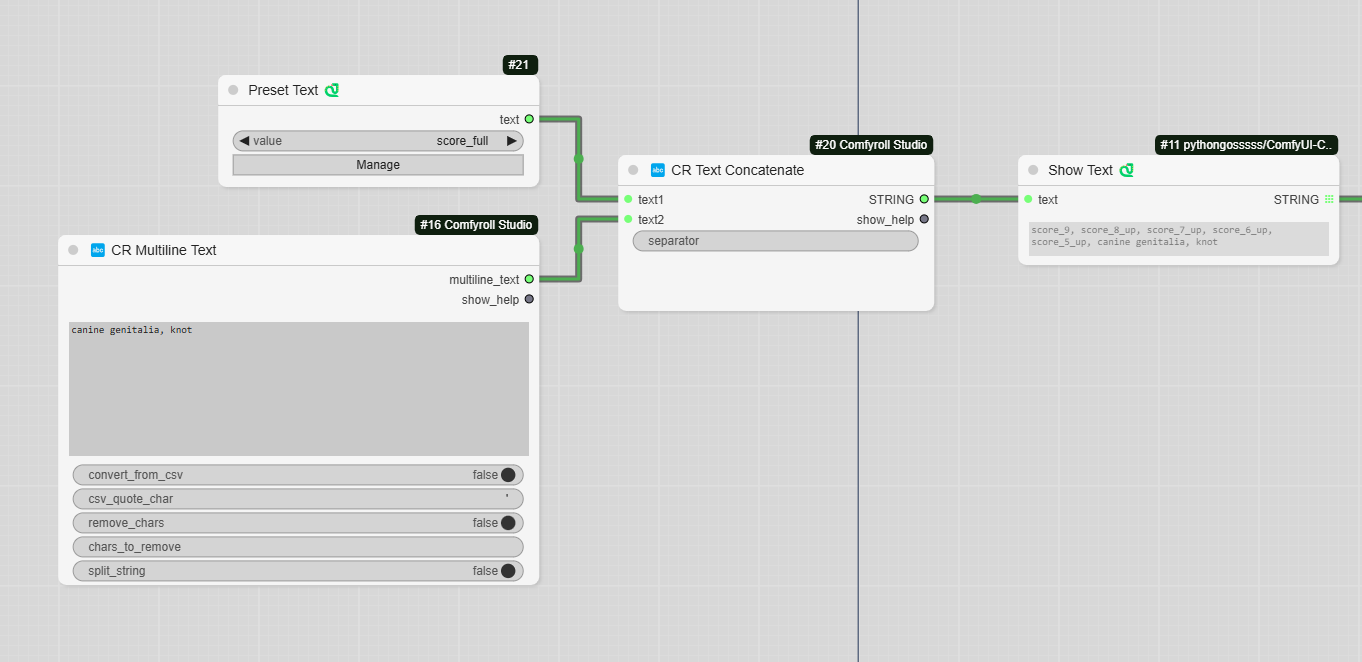 #21
Preset Text
text
value score_full
Manage
#16 Comfyroll Studio
abc CR Multiline Text
multiline_text
show_help
canine genitalia, knot
convert_from_csv false
csv_quote_char '
remove_chars false
chars_to_remove
split_string false
#20 Comfyroll Studio
abc CR Text Concatenate
text1 STRING
text2 show_help
separator
#11 pythongosssss/ComfyUI-C..
Show Text
text STRING
score_9, score_8_up, score_7_up, score_6_up,
score_5_up, canine genitalia, knot